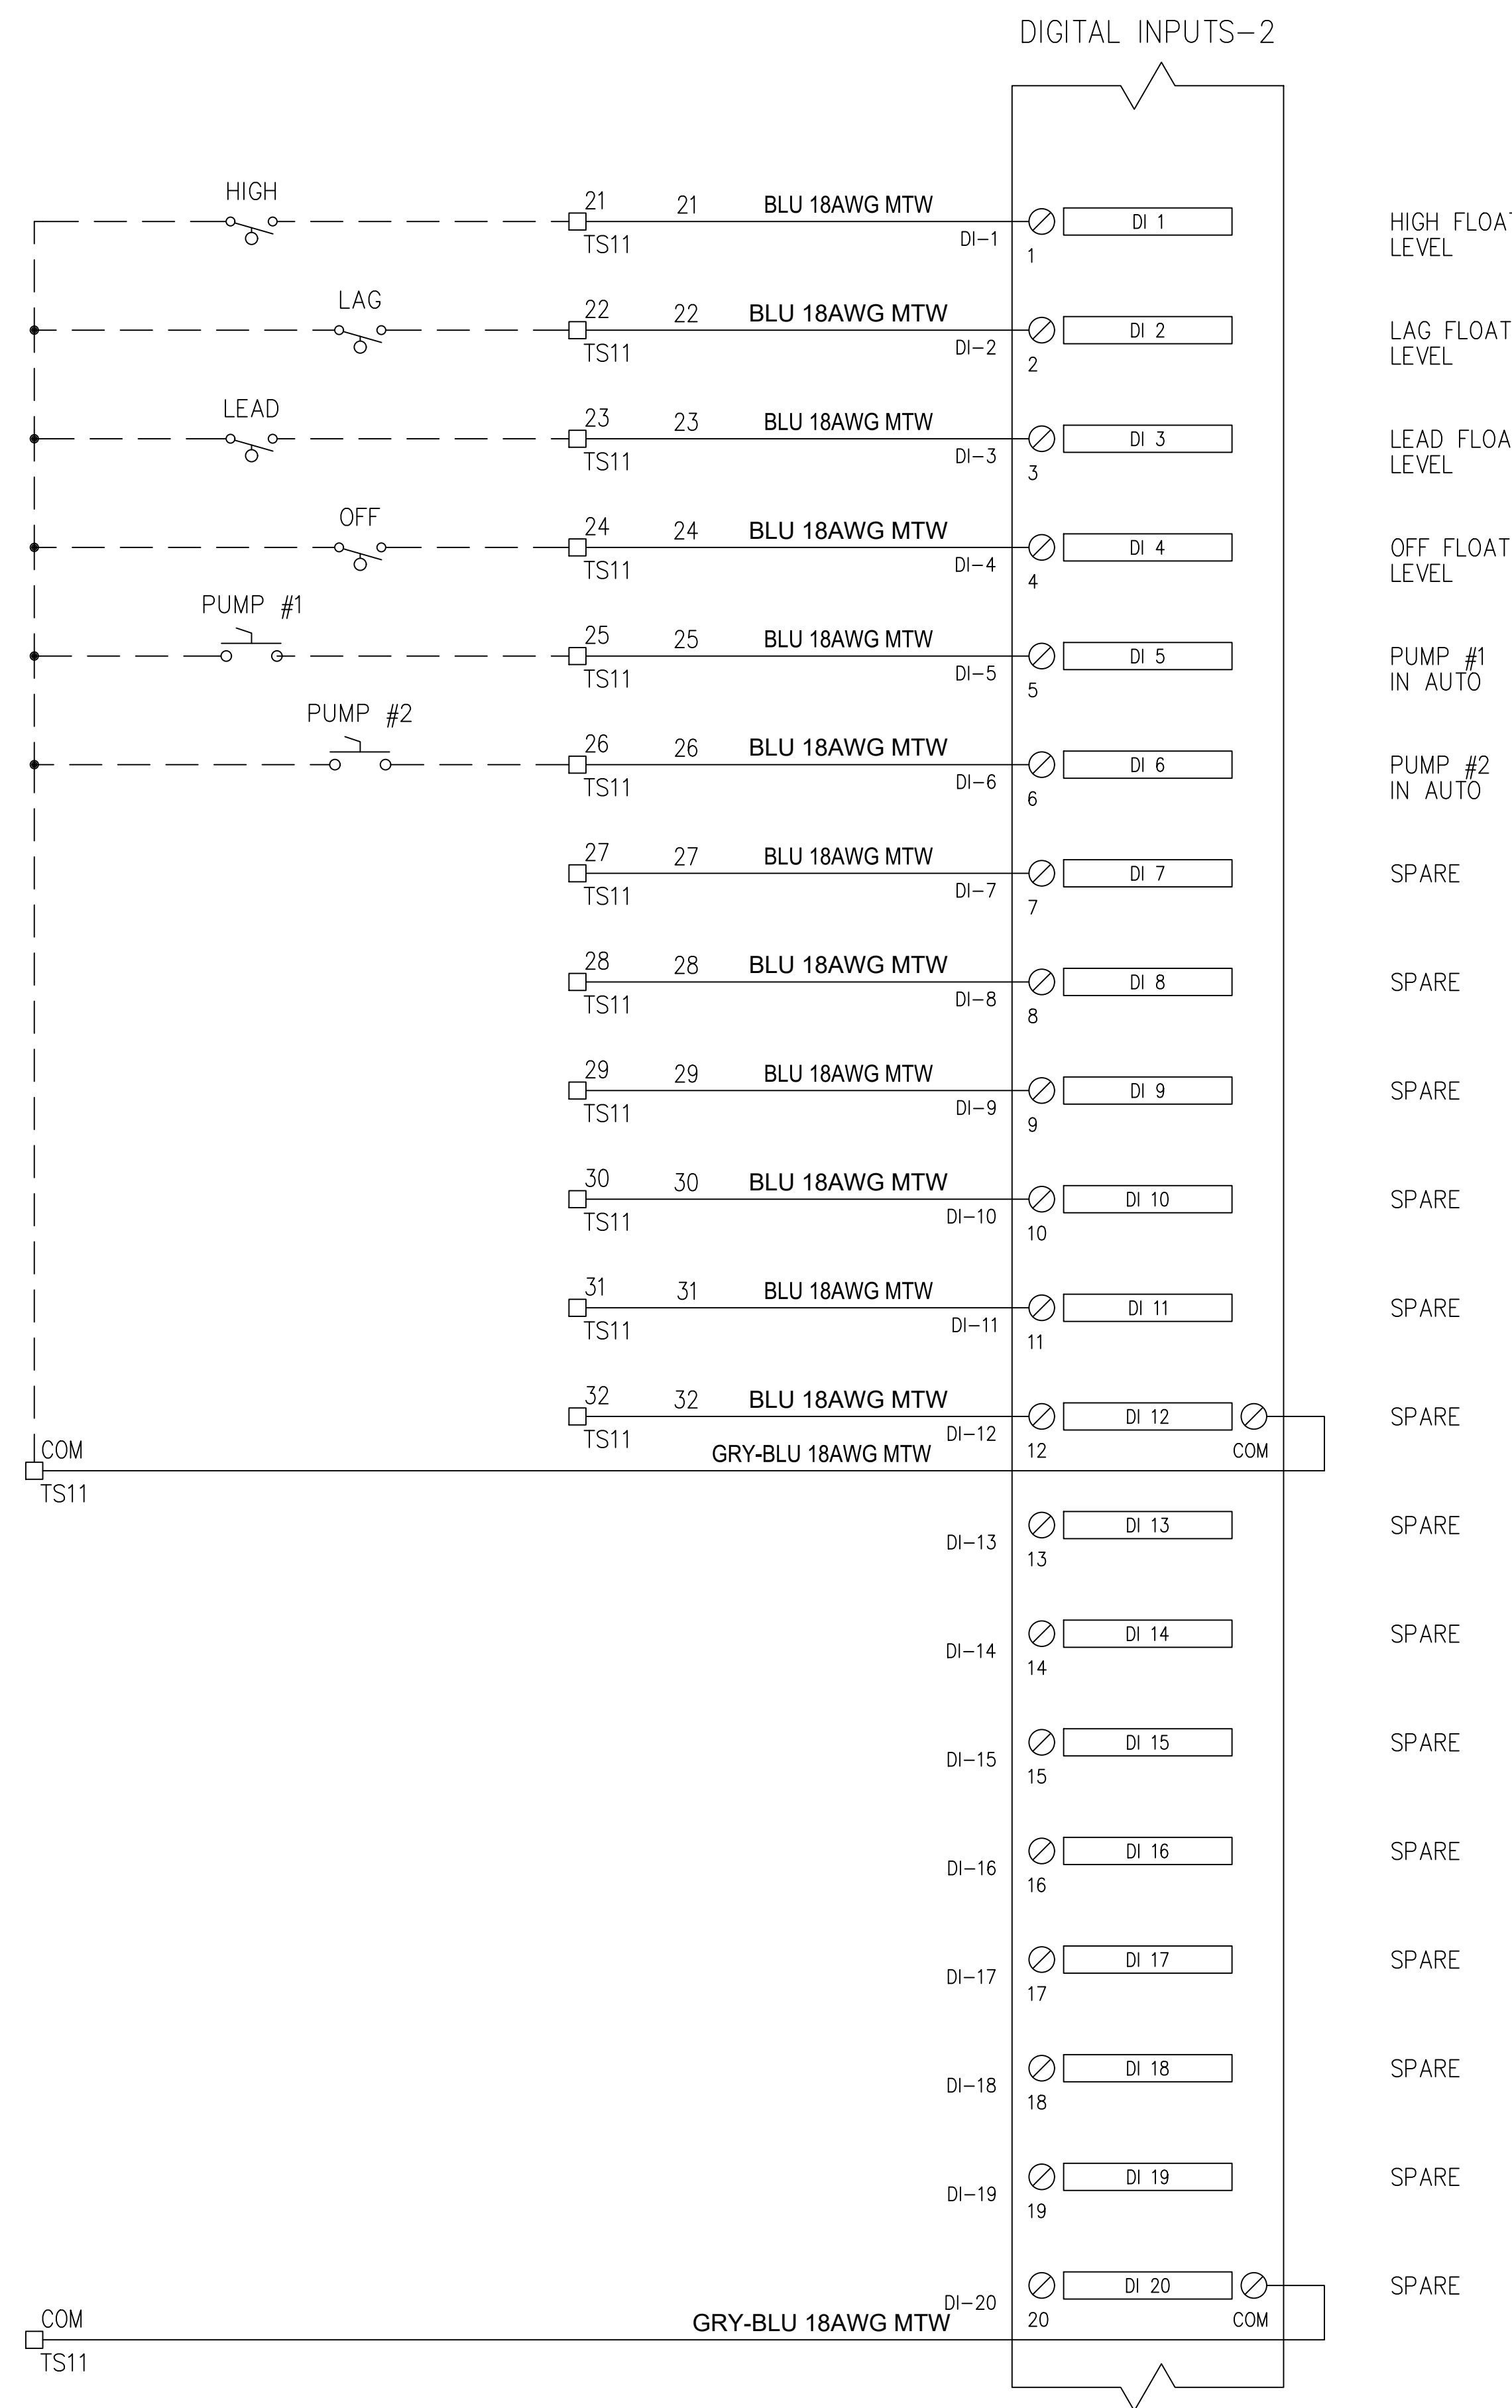 DIGITAL INPUTS-2
HIGH
21 21 BLU 18AWG MTW
TS11 DI-1 1 DI 1
HIGH FLOAT
LEVEL
LAG
22 22 BLU 18AWG MTW
TS11 DI-2 2 DI 2
LAG FLOAT
LEVEL
LEAD
23 23 BLU 18AWG MTW
TS11 DI-3 3 DI 3
LEAD FLOA
LEVEL
OFF
24 24 BLU 18AWG MTW
TS11 DI-4 4 DI 4
OFF FLOAT
LEVEL
PUMP #1
25 25 BLU 18AWG MTW
TS11 DI-5 5 DI 5
PUMP #1
IN AUTO
PUMP #2
26 26 BLU 18AWG MTW
TS11 DI-6 6 DI 6
PUMP #2
IN AUTO
27 27 BLU 18AWG MTW
TS11 DI-7 7 DI 7
SPARE
28 28 BLU 18AWG MTW
TS11 DI-8 8 DI 8
SPARE
29 29 BLU 18AWG MTW
TS11 DI-9 9 DI 9
SPARE
30 30 BLU 18AWG MTW
TS11 DI-10 10 DI 10
SPARE
31 31 BLU 18AWG MTW
TS11 DI-11 11 DI 11
SPARE
32 32 BLU 18AWG MTW
TS11 DI-12 12 DI 12 COM
SPARE
COM GRY-BLU 18AWG MTW
TS11
DI-13 13 DI 13 SPARE
DI-14 14 DI 14 SPARE
DI-15 15 DI 15 SPARE
DI-16 16 DI 16 SPARE
DI-17 17 DI 17 SPARE
DI-18 18 DI 18 SPARE
DI-19 19 DI 19 SPARE
DI-20 20 DI 20 COM SPARE
COM GRY-BLU 18AWG MTW
TS11